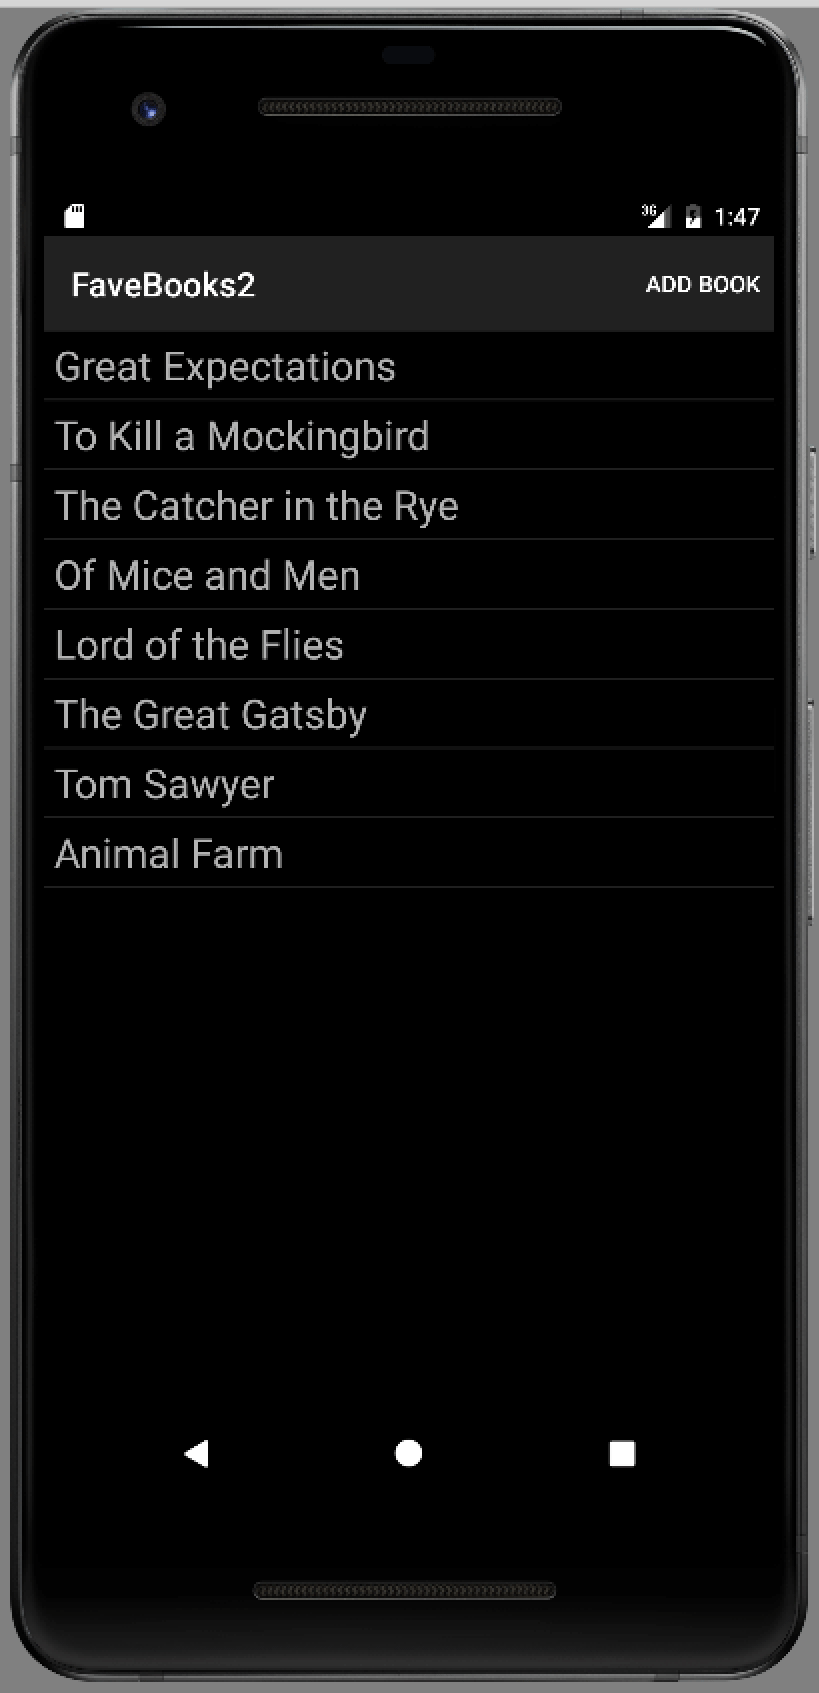 3G 1:47
FaveBooks2 ADD BOOK
Great Expectations
To Kill a Mockingbird
The Catcher in the Rye
Of Mice and Men
Lord of the Flies
The Great Gatsby
Tom Sawyer
Animal Farm